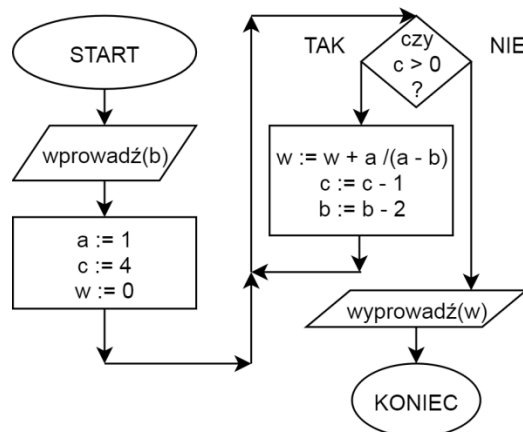 START
wprowadź(b)
a := 1
c := 4
w := 0
TAK
czy
c > 0
?
NIE
w := w + a /(a - b)
c := c - 1
b := b - 2
wyprowadź(w)
KONIEC